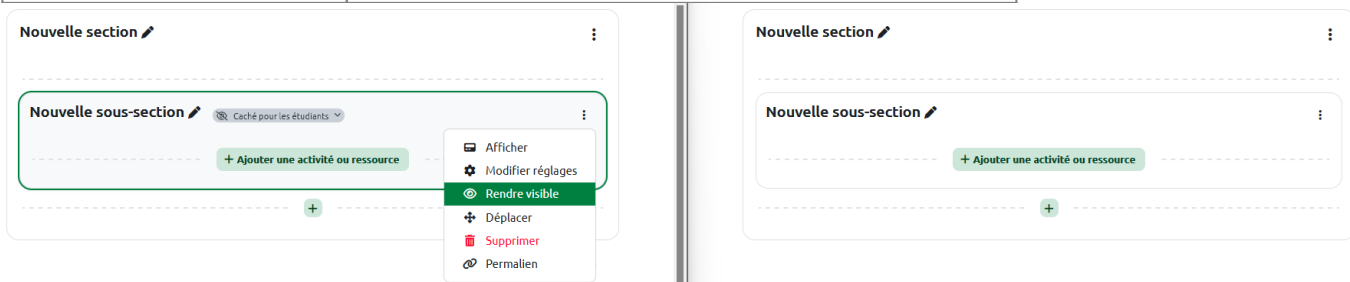 Nouvelle section
Nouvelle sous-section
Caché pour les étudiants
+ Ajouter une activité ou ressource
Afficher
Modifier réglages
Rendre visible
Déplacer
Supprimer
Permalien
+
Nouvelle section
Nouvelle sous-section
+ Ajouter une activité ou ressource
+